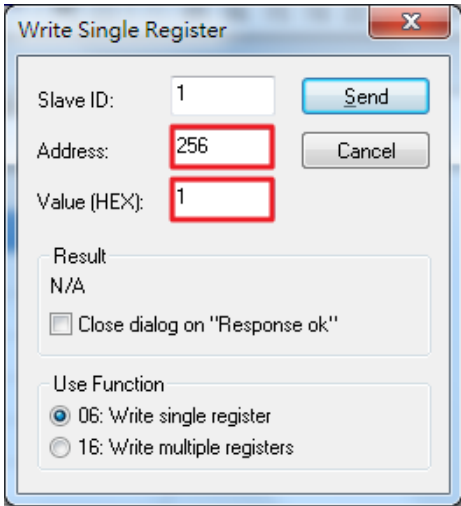 Write Single Register
Slave ID: 1 Send
Address: 256 Cancel
Value (HEX): 1
Result
N/A
Close dialog on "Response ok"
Use Function
06: Write single register
16: Write multiple registers